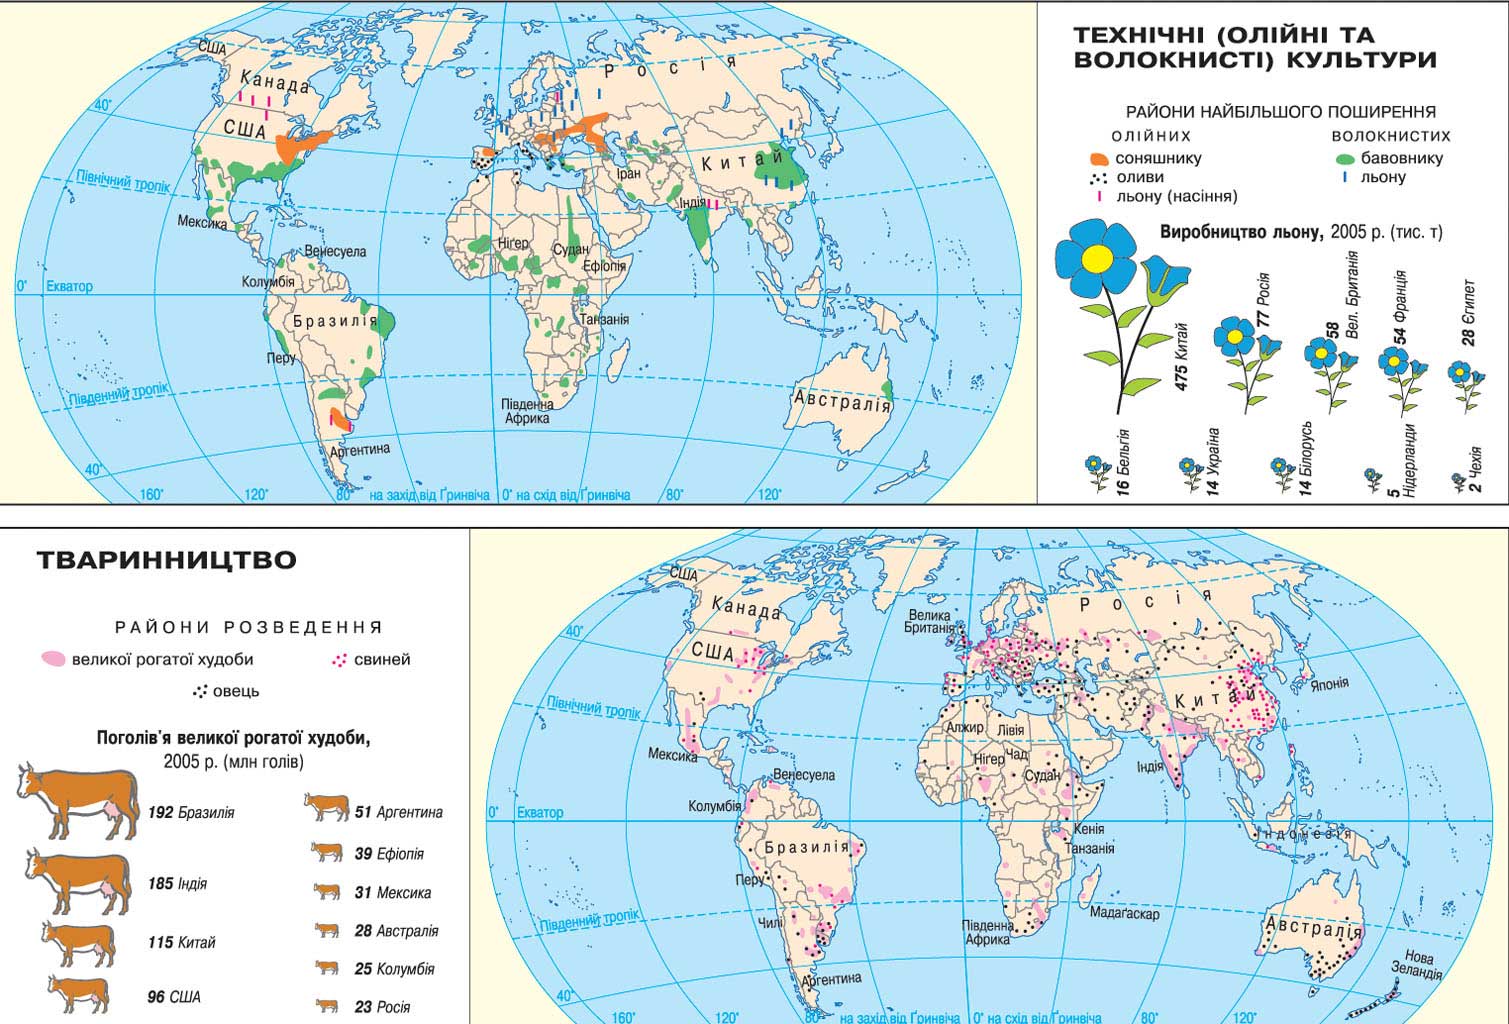 США
Канада
США
40°
Північний тропік
Мексика
Венесуела
Колумбія
0° Екватор
Бразилія
Перу
Південний тропік
Аргентина
40°
160°
120°
80°
на захід від Ґринвіча
0°
на схід від Ґринвіча
80°
120°
Росія
Китай
Іран
Індія
Нігер
Судан
Ефіопія
Танзанія
Південна
Африка
Австралія
ТЕХНІЧНІ (ОЛІЙНІ ТА
ВОЛОКНИСТІ) КУЛЬТУРИ
РАЙОНИ НАЙБІЛЬШОГО ПОШИРЕННЯ
ОЛІЙНИХ
соняшнику
оливи
льону (насіння)
ВОЛОКНИСТИХ
бавовнику
льону
Виробництво льону, 2005 р. (тис. т)
475 Китай
77 Росія
58
Вел. Британія
54 Франція
28 Єгипет
16 Бельгія
14 Україна
14 Білорусь
5
Нідерланди
2 Чехія
ТВАРИННИЦТВО
РАЙОНИ РОЗВЕДЕННЯ
великої рогатої худоби
свиней
овець
Поголів'я великої рогатої худоби,
2005 р. (млн голів)
192 Бразилія
185 Індія
115 Китай
96 США
51 Аргентина
39 Ефіопія
31 Мексика
28 Австралія
25 Колумбія
23 Росія
США
Канада
США
40°
Північний тропік
Мексика
Венесуела
Колумбія
0° Екватор
Бразилія
Перу
Південний тропік
Чилі
Аргентина
40°
160°
120°
80°
на захід від Ґринвіча
0°
на схід від Ґринвіча
80°
120°
Велика
Британія
Росія
Китай
Японія
Алжир
Лівія
Нігер
Чад
Судан
Індія
Кенія
Танзанія
Індонезія
Мадагаскар
Південна
Африка
Австралія
Нова
Зеландія